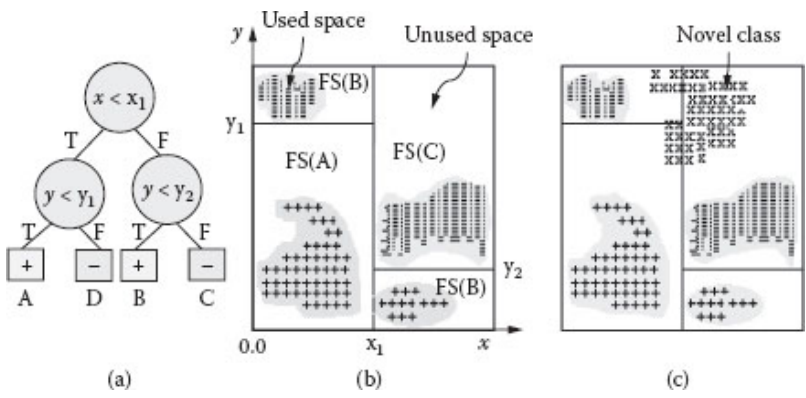 x < x1
T F
y < y1 y < y2
T F T F
+ − + −
A D B C
(a)
y Used space Unused space
FS(B)
y1
FS(A) FS(C)
y2
FS(B)
0.0 x1 x
(b)
Novel class
(c)